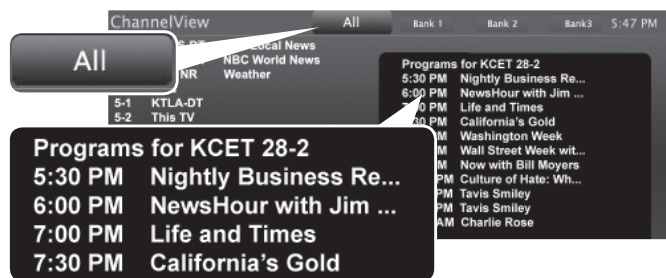 ChannelView All Bank 1 Bank 2 Bank3 5:47 PM
Local News
NBC World News
NR Weather
5-1 KTLA-DT
5-2 This TV
All
Programs for KCET 28-2
5:30 PM Nightly Business Re...
6:00 PM NewsHour with Jim ...
Life and Times
California's Gold
Washington Week
Wall Street Week wit...
Now with Bill Moyers
PM Culture of Hate: Wh...
PM Tavis Smiley
PM Tavis Smiley
AM Charlie Rose
Programs for KCET 28-2
5:30 PM Nightly Business Re...
6:00 PM NewsHour with Jim ...
7:00 PM Life and Times
7:30 PM California's Gold